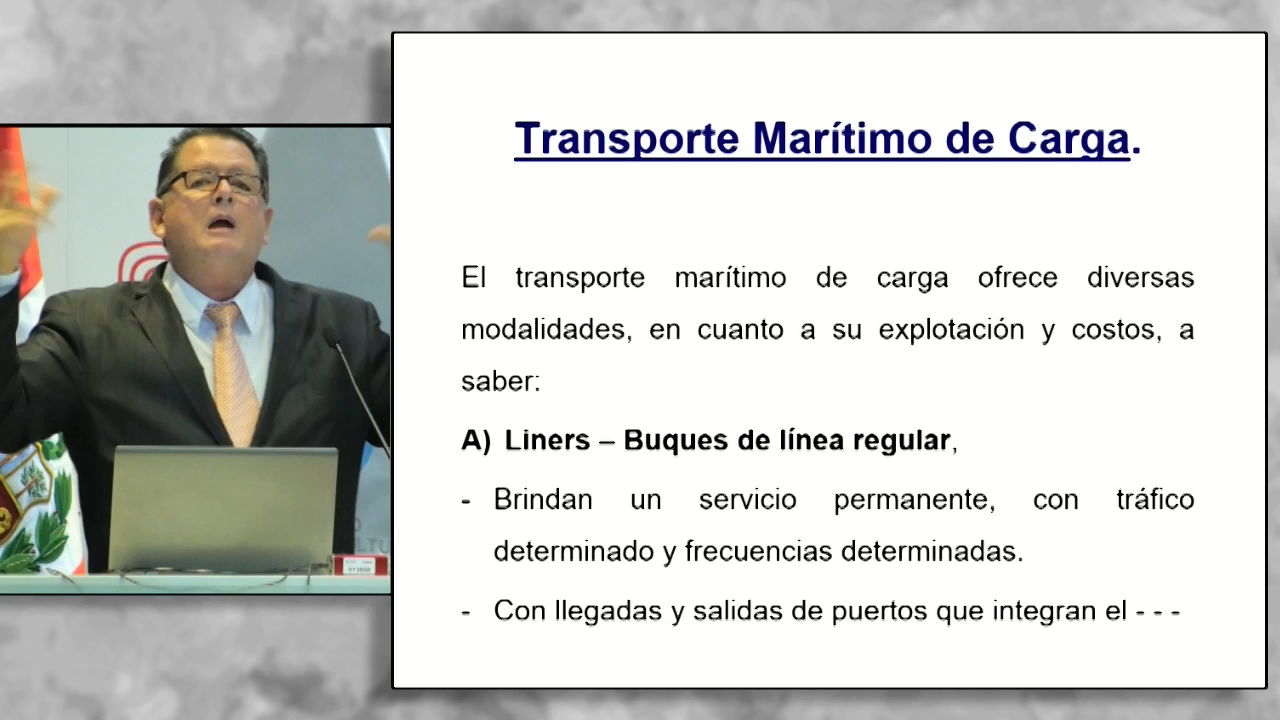 Transporte Marítimo de Carga.
El transporte marítimo de carga ofrece diversas
modalidades, en cuanto a su explotación y costos, a
saber:
A) Liners – Buques de línea regular,
- Brindan un servicio permanente, con tráfico
determinado y frecuencias determinadas.
- Con llegadas y salidas de puertos que integran el - - -